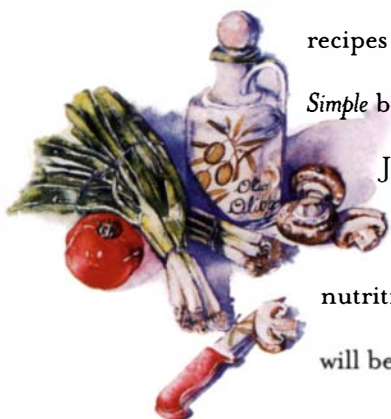 recipes
Simple b
J
Olio
Oliva
nutriti
will be